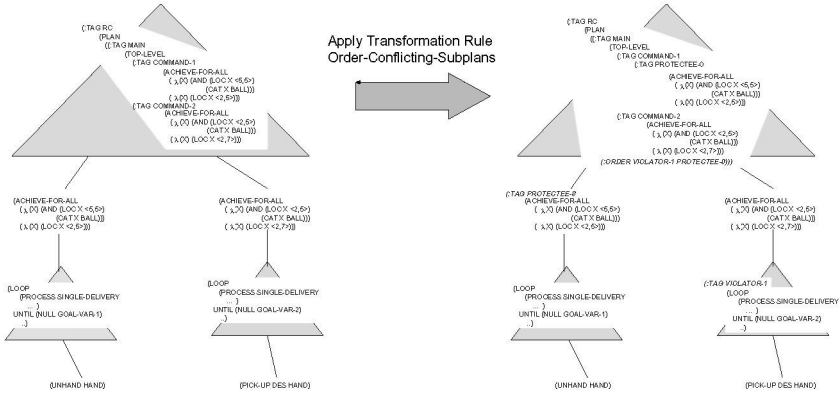 (:TAG RC
(PLAN
((:TAG MAIN
(TOP-LEVEL
(:TAG COMMAND-1
(ACHIEVE-FOR-ALL
( λ(X) (AND (LOC X <5,5>)
(CAT X BALL)))
( λ(X) (LOC X <2,5>)))
(:TAG COMMAND-2
(ACHIEVE-FOR-ALL
( λ(X) (AND (LOC X <2,5>)
(CAT X BALL)))
( λ(X) (LOC X <2,7>)))
(ACHIEVE-FOR-ALL
( λ(X) (AND (LOC X <5,5>)
(CAT X BALL)))
( λ(X) (LOC X <2,5>)))
(LOOP
(PROCESS SINGLE-DELIVERY
... )
UNTIL (NULL GOAL-VAR-1)
..)
(UNHAND HAND)
(ACHIEVE-FOR-ALL
( λ(X) (AND (LOC X <2,5>)
(CAT X BALL)))
( λ(X) (LOC X <2,7>)))
(LOOP
(PROCESS SINGLE-DELIVERY
... )
UNTIL (NULL GOAL-VAR-2)
..)
(PICK-UP DES HAND)
Apply Transformation Rule
Order-Conflicting-Subplans
(:TAG RC
(PLAN
((:TAG MAIN
(TOP-LEVEL
(:TAG COMMAND-1
(:TAG PROTECTEE-0
(ACHIEVE-FOR-ALL
( λ(X) (AND (LOC X <5,5>)
(CAT X BALL)))
( λ(X) (LOC X <2,5>)))
(:TAG COMMAND-2
(ACHIEVE-FOR-ALL
( λ(X) (AND (LOC X <2,5>)
(CAT X BALL)))
( λ(X) (LOC X <2,7>)))
(:ORDER VIOLATOR-1 PROTECTEE-0)))
(:TAG PROTECTEE-0
(ACHIEVE-FOR-ALL
( λ(X) (AND (LOC X <5,5>)
(CAT X BALL)))
( λ(X) (LOC X <2,5>)))
(LOOP
(PROCESS SINGLE-DELIVERY
... )
UNTIL (NULL GOAL-VAR-1)
..)
(UNHAND HAND)
(ACHIEVE-FOR-ALL
( λ(X) (AND (LOC X <2,5>)
(CAT X BALL)))
( λ(X) (LOC X <2,7>)))
(:TAG VIOLATOR-1
(LOOP
(PROCESS SINGLE-DELIVERY
... )
UNTIL (NULL GOAL-VAR-2)
..)
(PICK-UP DES HAND)